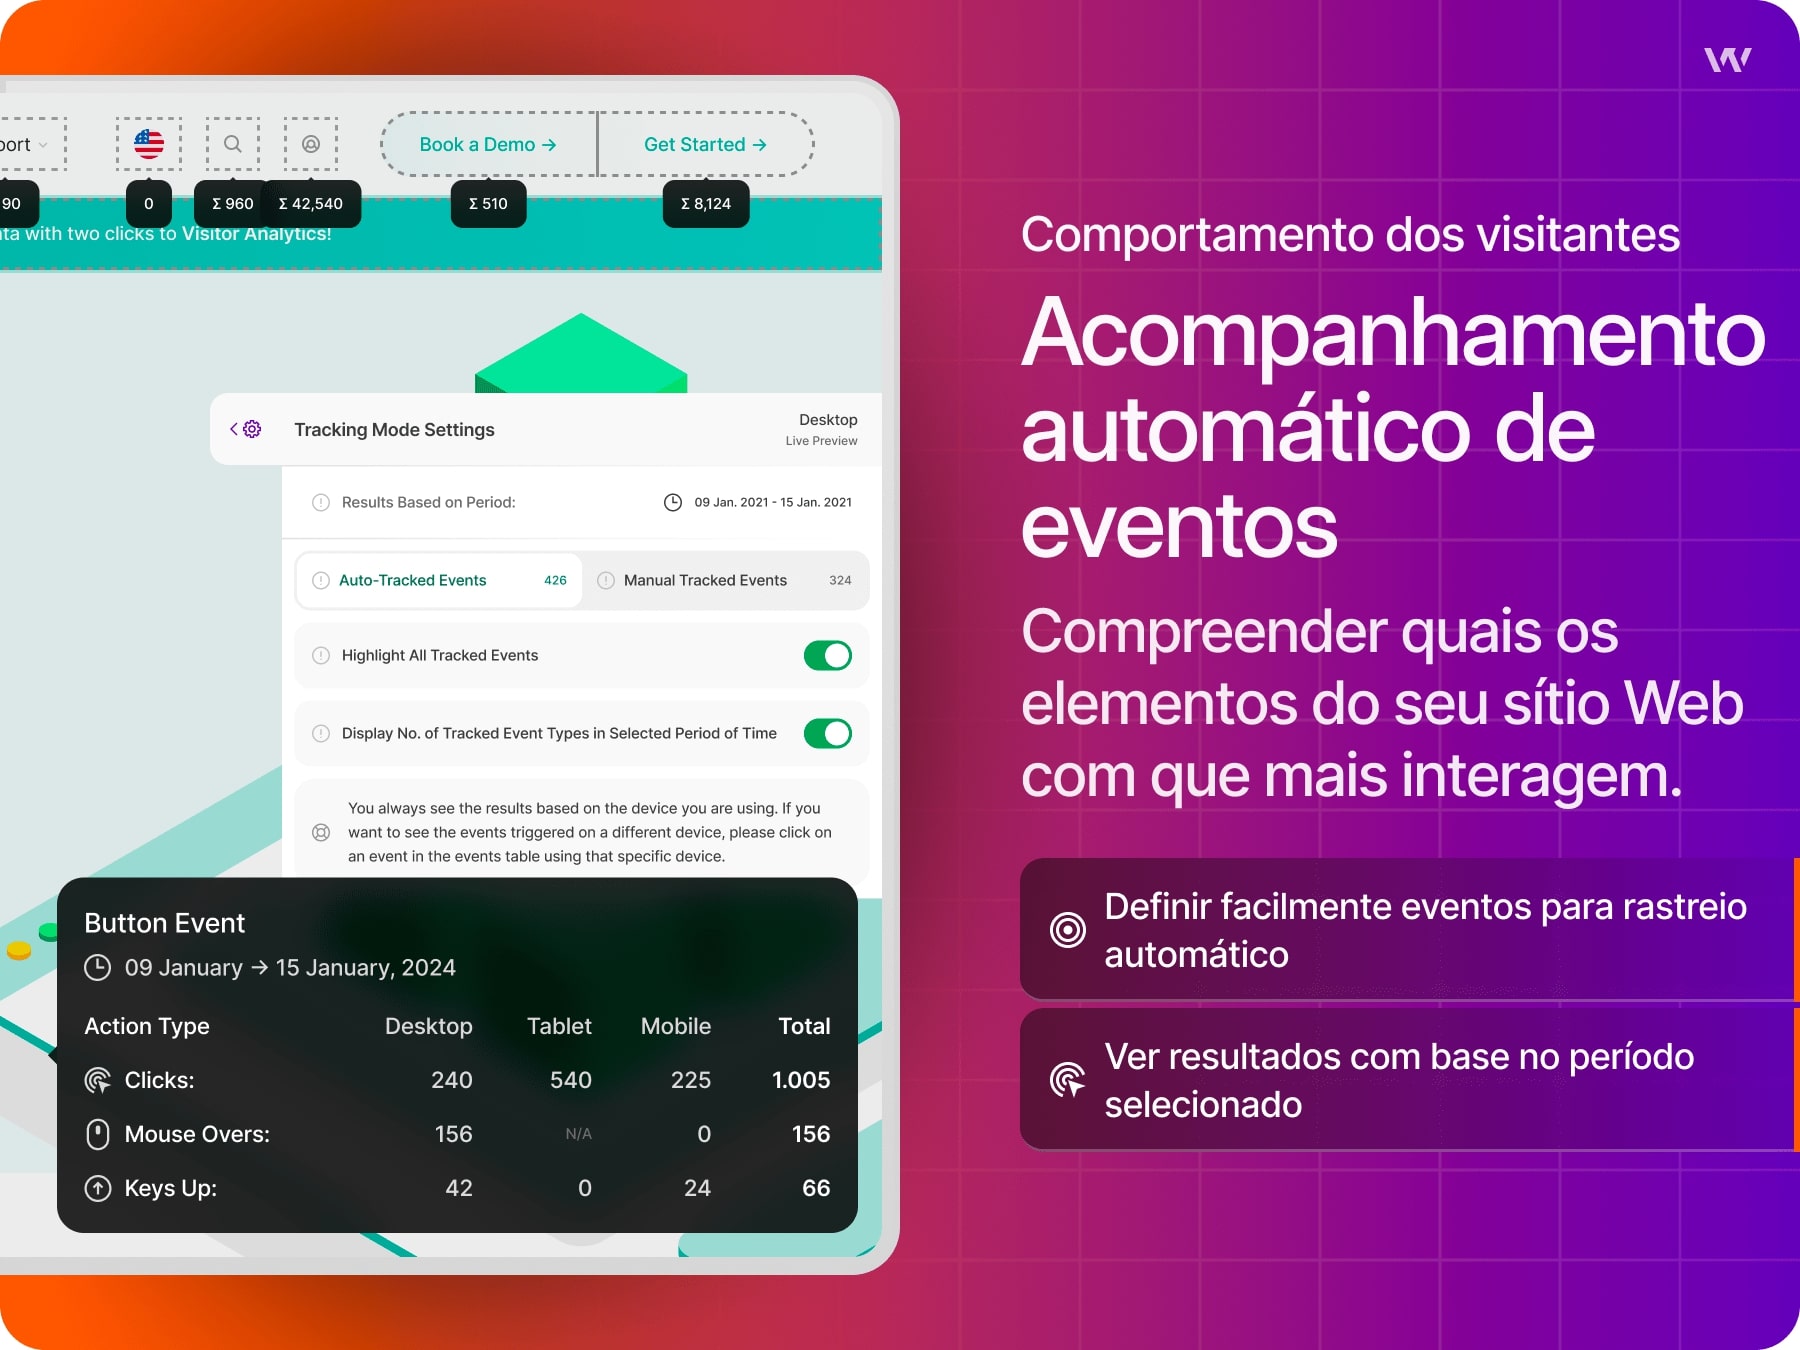 port
Book a Demo →
Get Started →
90
0
Σ 960
Σ 42,540
Σ 510
Σ 8,124
with two clicks to Visitor Analytics!
Tracking Mode Settings
Desktop
Live Preview
Results Based on Period:
09 Jan. 2021 - 15 Jan. 2021
Auto-Tracked Events 426
Manual Tracked Events 324
Highlight All Tracked Events
Display No. of Tracked Event Types in Selected Period of Time
You always see the results based on the device you are using. If you
want to see the events triggered on a different device, please click on
an event in the events table using that specific device.
Button Event
09 January → 15 January, 2024
Action Type Desktop Tablet Mobile Total
Clicks: 240 540 225 1.005
Mouse Overs: 156 N/A 0 156
Keys Up: 42 0 24 66
Comportamento dos visitantes
Acompanhamento
automático de
eventos
Compreender quais os
elementos do seu sítio Web
com que mais interagem.
Definir facilmente eventos para rastreio
automático
Ver resultados com base no período
selecionado